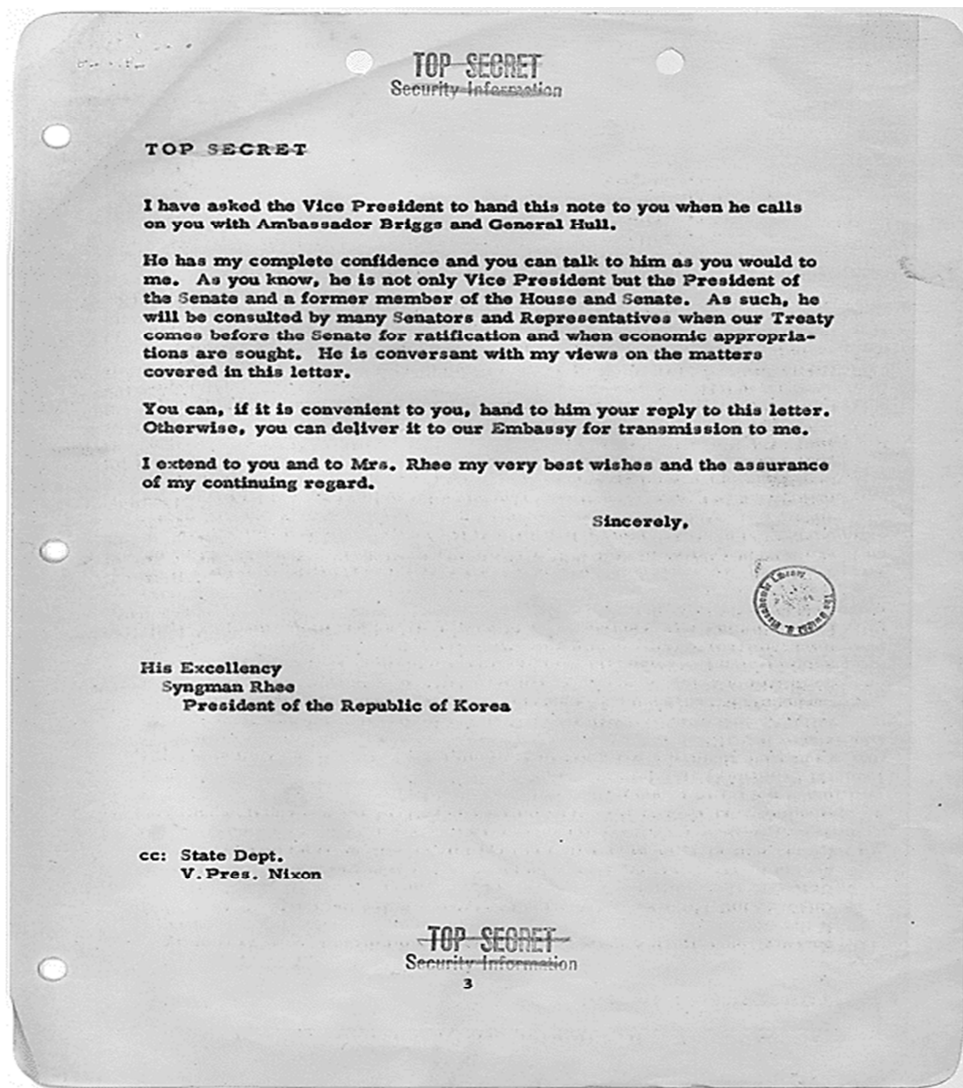 TOP SECRET
Security Information
TOP SECRET
I have asked the Vice President to hand this note to you when he calls
on you with Ambassador Briggs and General Hull.
He has my complete confidence and you can talk to him as you would to
me. As you know, he is not only Vice President but the President of
the Senate and a former member of the House and Senate. As such, he
will be consulted by many Senators and Representatives when our Treaty
comes before the Senate for ratification and when economic appropria-
tions are sought. He is conversant with my views on the matters
covered in this letter.
You can, if it is convenient to you, hand to him your reply to this letter.
Otherwise, you can deliver it to our Embassy for transmission to me.
I extend to you and to Mrs. Rhee my very best wishes and the assurance
of my continuing regard.
Sincerely,
The Dwight D. Eisenhower Library
His Excellency
Syngman Rhee
President of the Republic of Korea
cc: State Dept.
V. Pres. Nixon
TOP SECRET
Security Information
3